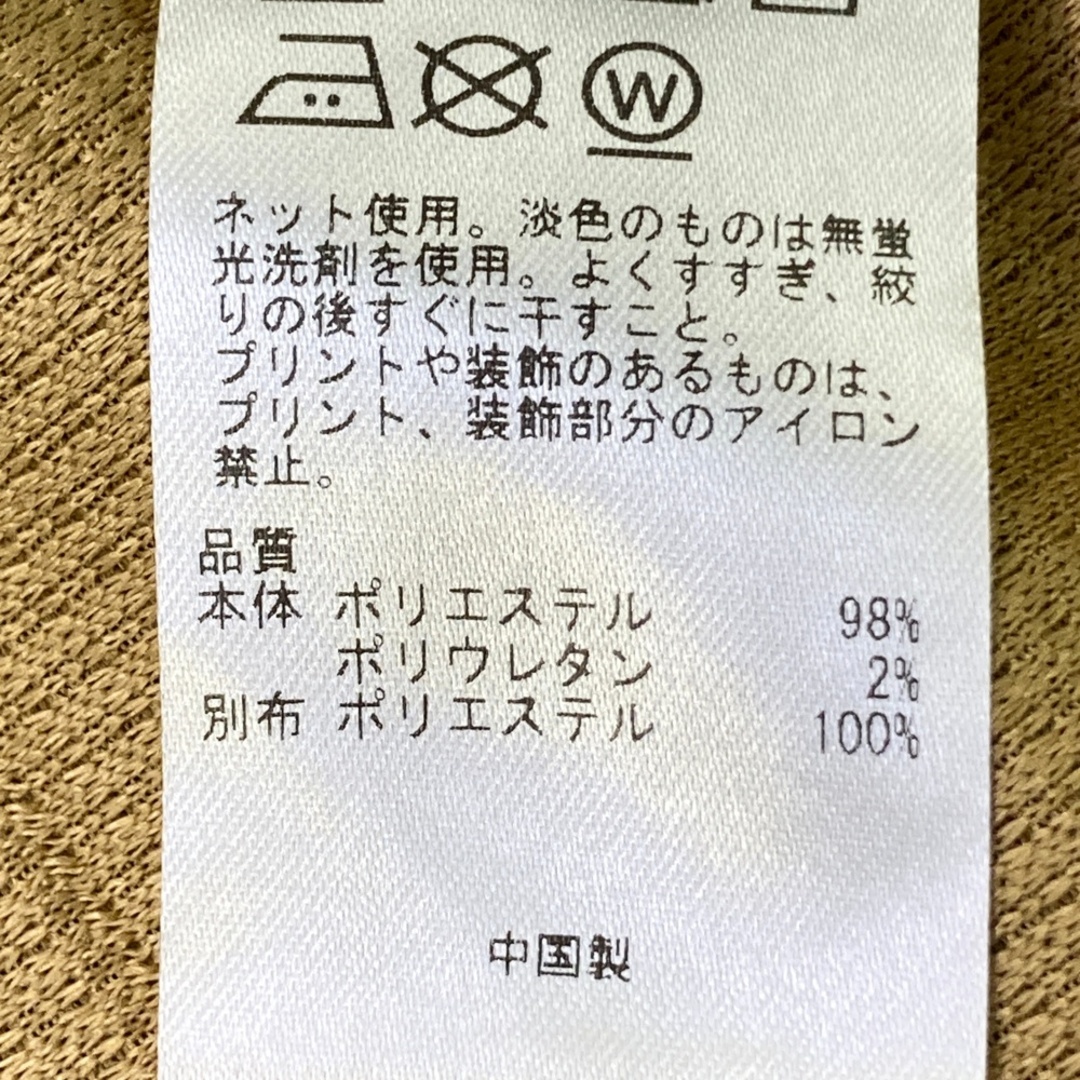 W
ネット使用。淡色のものは無蛍
光洗剤を使用。よくすすぎ、絞
りの後すぐに干すこと。
プリントや装飾のあるものは、
プリント、装飾部分のアイロン
禁止。
品質
本体 ポリエステル 98%
ポリウレタン 2%
別布 ポリエステル 100%
中国製